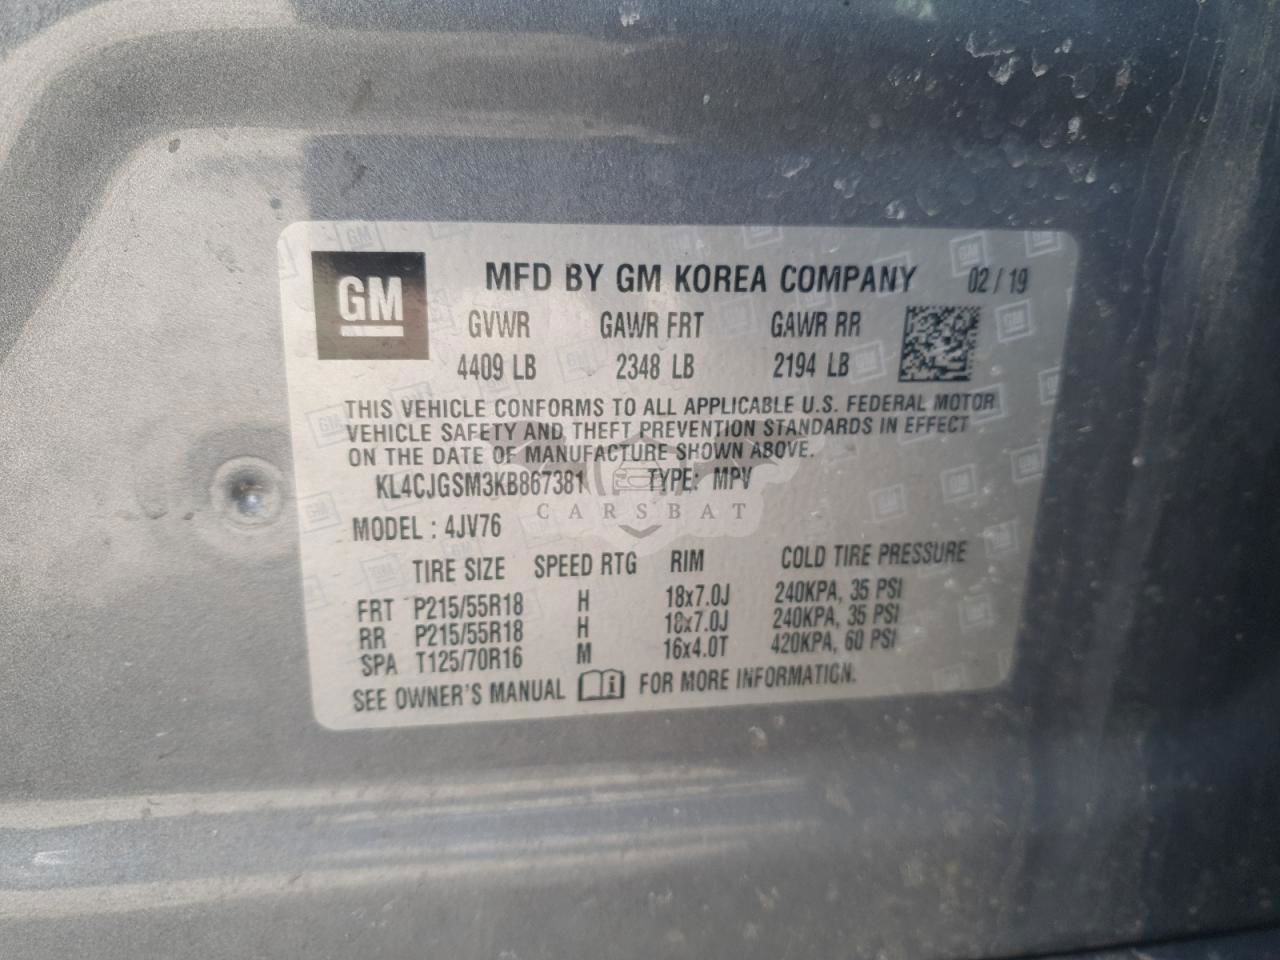 GM
MFD BY GM KOREA COMPANY 02/19
GVWR GAWR FRT GAWR RR
4409 LB 2348 LB 2194 LB
THIS VEHICLE CONFORMS TO ALL APPLICABLE U.S. FEDERAL MOTOR
VEHICLE SAFETY AND THEFT PREVENTION STANDARDS IN EFFECT
ON THE DATE OF MANUFACTURE SHOWN ABOVE.
KL4CJGSM3KB867381 TYPE: MPV
CARSBAT
MODEL : 4JV76
TIRE SIZE SPEED RTG RIM COLD TIRE PRESSURE
FRT P215/55R18 H 18x7.0J 240KPA, 35 PSI
RR P215/55R18 H 18x7.0J 240KPA, 35 PSI
SPA T125/70R16 M 16x4.0T 420KPA, 60 PSI
SEE OWNER'S MANUAL i FOR MORE INFORMATION.